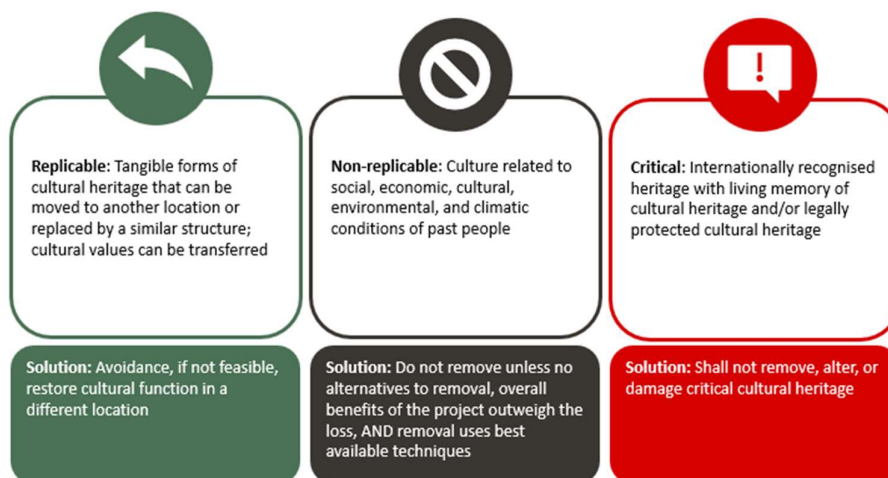 Replicable: Tangible forms of
cultural heritage that can be
moved to another location or
replaced by a similar structure;
cultural values can be transferred
Solution: Avoidance, if not feasible,
restore cultural function in a
different location
Non-replicable: Culture related to
social, economic, cultural,
environmental, and climatic
conditions of past people
Solution: Do not remove unless no
alternatives to removal, overall
benefits of the project outweigh the
loss, AND removal uses best
available techniques
!
Critical: Internationally recognised
heritage with living memory of
cultural heritage and/or legally
protected cultural heritage
Solution: Shall not remove, alter, or
damage critical cultural heritage